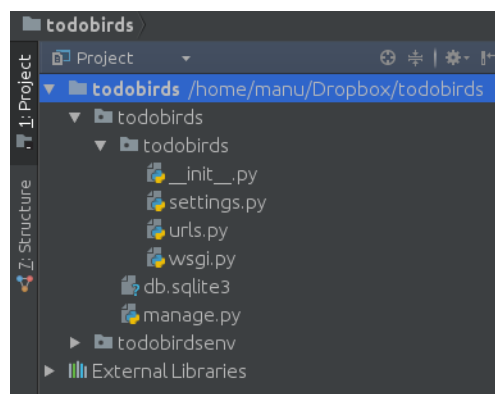 todobirds
1: Project
Project
todobirds /home/manu/Dropbox/todobirds
todobirds
todobirds
__init__.py
settings.py
urls.py
wsgi.py
7: Structure
db.sqlite3
manage.py
todobirdsenv
External Libraries